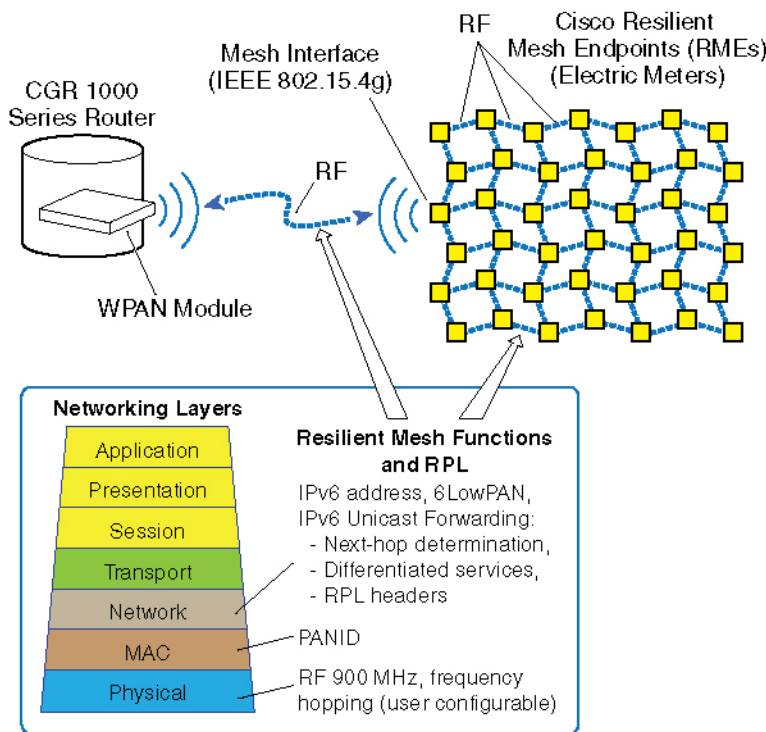 RF
Cisco Resilient
Mesh Endpoints (RMEs)
(Electric Meters)
Mesh Interface
(IEEE 802.15.4g)
CGR 1000
Series Router
RF
WPAN Module
Networking Layers
Application
Presentation
Session
Transport
Network
MAC
Physical
Resilient Mesh Functions
and RPL
IPv6 address, 6LowPAN,
IPv6 Unicast Forwarding:
- Next-hop determination,
- Differentiated services,
- RPL headers
PANID
RF 900 MHz, frequency
hopping (user configurable)